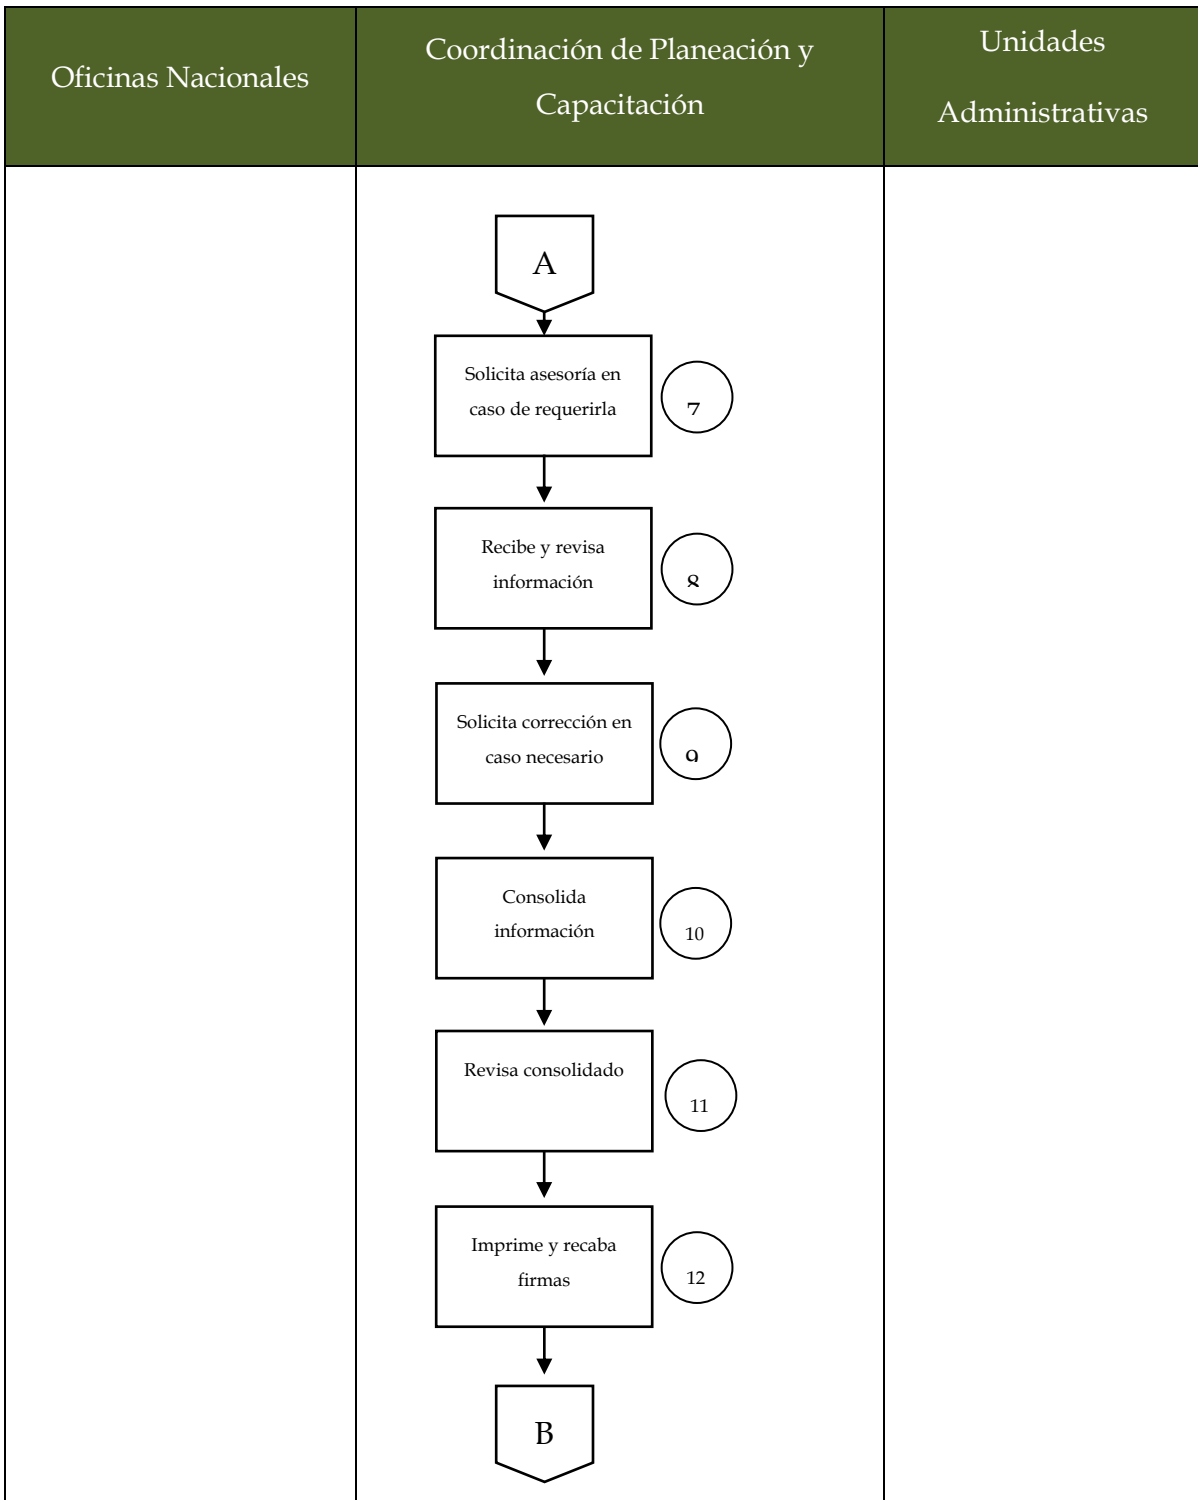 Oficinas Nacionales
Coordinación de Planeación y
Capacitación
Unidades
Administrativas
A
Solicita asesoría en
caso de requerirla
7
Recibe y revisa
información
8
Solicita corrección en
caso necesario
9
Consolida
información
10
Revisa consolidado
11
Imprime y recaba
firmas
12
B